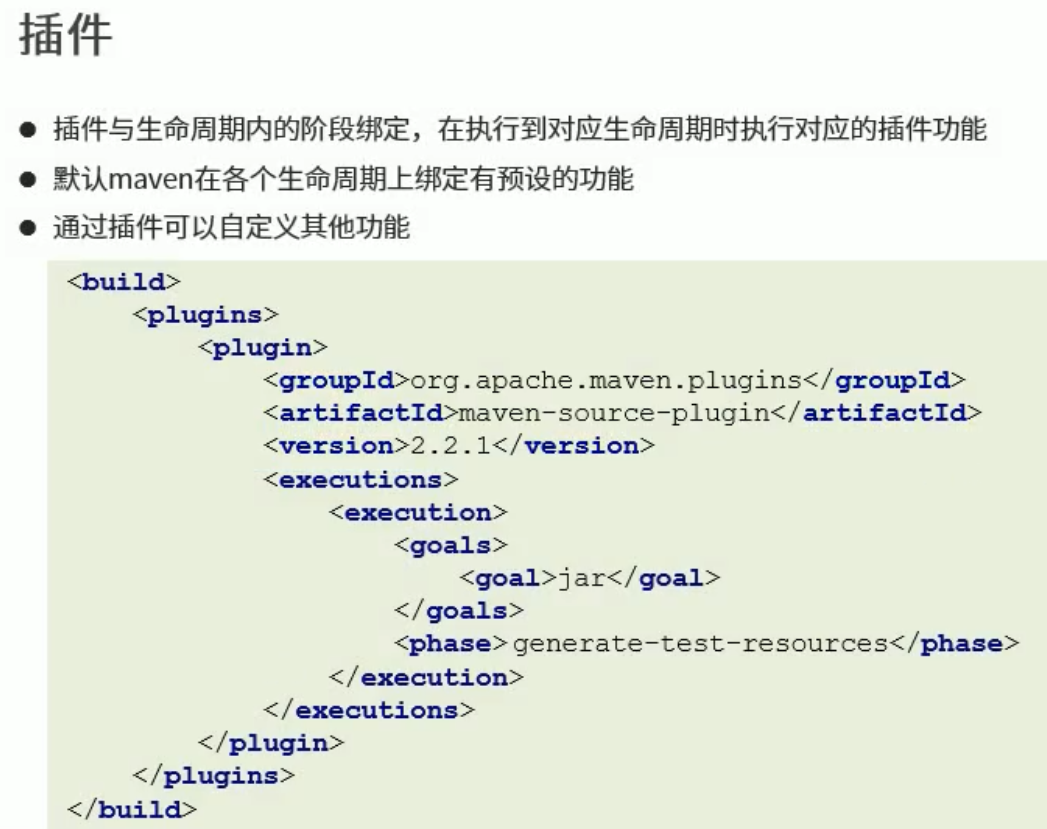 插件
● 插件与生命周期内的阶段绑定，在执行到对应生命周期时执行对应的插件功能
● 默认maven在各个生命周期上绑定有预设的功能
● 通过插件可以自定义其他功能
<build>
    <plugins>
        <plugin>
            <groupId>org.apache.maven.plugins</groupId>
            <artifactId>maven-source-plugin</artifactId>
            <version>2.2.1</version>
            <executions>
                <execution>
                    <goals>
                        <goal>jar</goal>
                    </goals>
                    <phase>generate-test-resources</phase>
                </execution>
            </executions>
        </plugin>
    </plugins>
</build>